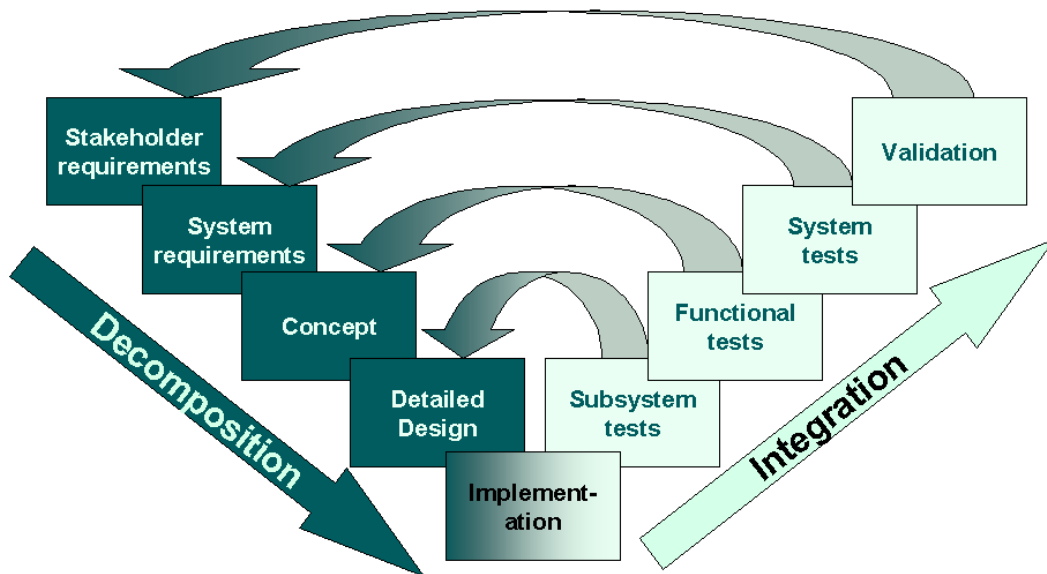 Stakeholder
requirements
Validation
System
requirements
System
tests
Concept
Functional
tests
Detailed
Design
Subsystem
tests
Implement-
ation
Decomposition
Integration